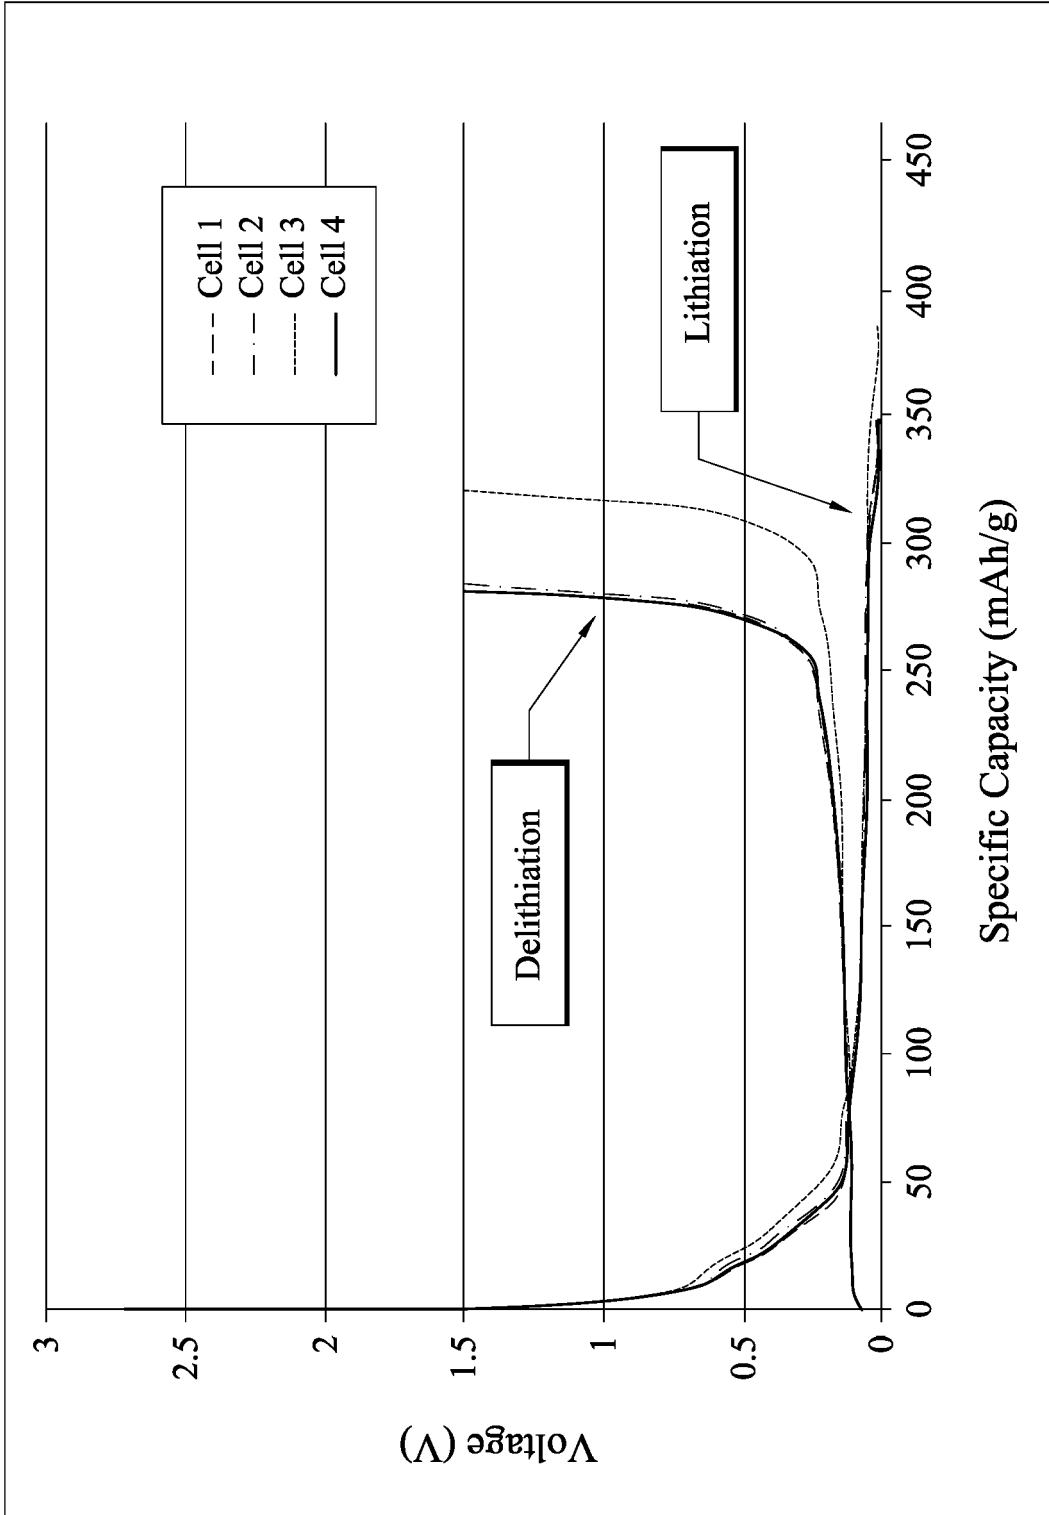 Voltage (V)
3
2.5
2
1.5
1
0.5
0
Cell 1
Cell 2
Cell 3
Cell 4
Delithiation
Lithiation
0
50
100
150
200
250
300
350
400
450
Specific Capacity (mAh/g)